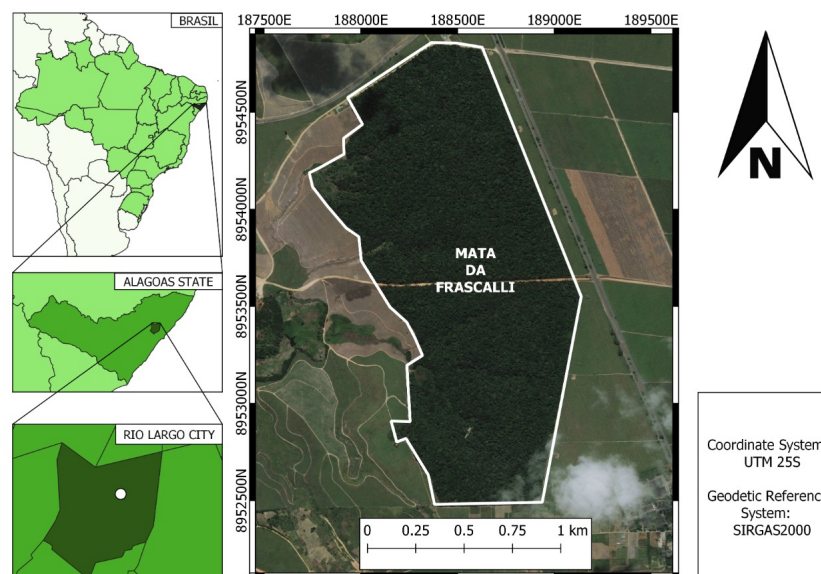 BRASIL
ALAGOAS STATE
RIO LARGO CITY
187500E 188000E 188500E 189000E 189500E
8954500N
8954000N
8953500N
8953000N
8952500N
MATA
DA
FRASCALLI
0 0.25 0.5 0.75 1 km
N
Coordinate System:
UTM 25S
Geodetic Reference
System:
SIRGAS2000